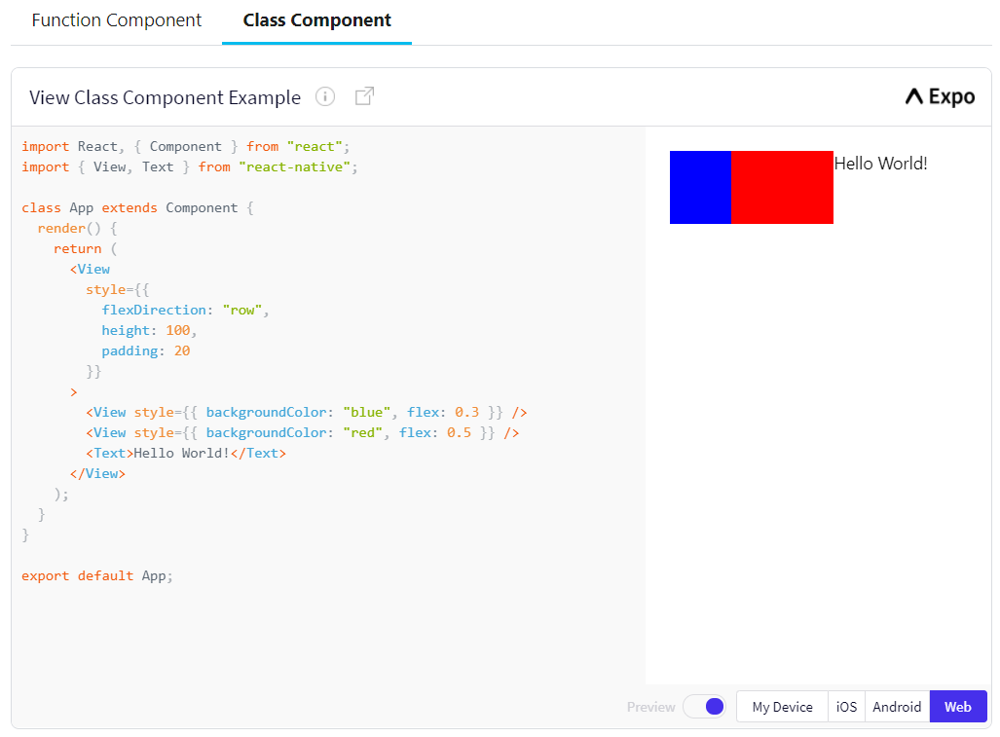 Function Component Class Component
View Class Component Example Expo
import React, { Component } from "react";
import { View, Text } from "react-native";

class App extends Component {
  render() {
    return (
      <View
        style={{
          flexDirection: "row",
          height: 100,
          padding: 20
        }}
      >
        <View style={{ backgroundColor: "blue", flex: 0.3 }} />
        <View style={{ backgroundColor: "red", flex: 0.5 }} />
        <Text>Hello World!</Text>
      </View>
    );
  }
}

export default App;
Hello World!
Preview My Device iOS Android Web